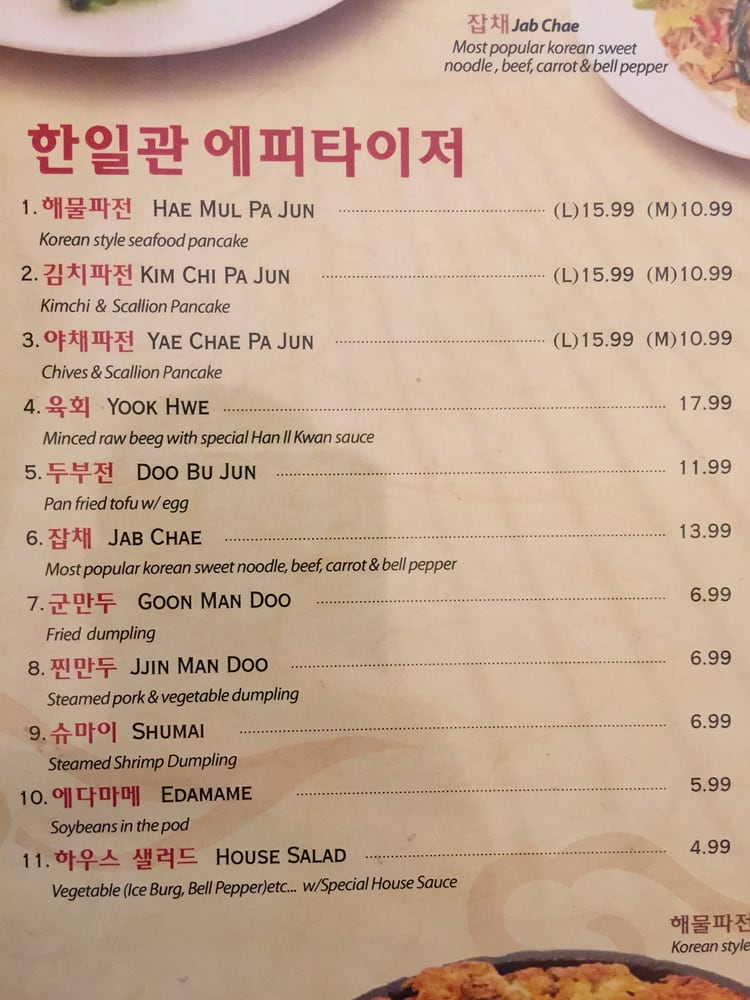 잡채 Jab Chae
Most popular korean sweet
noodle , beef, carrot & bell pepper
한일관 에피타이저
1. 해물파전 HAE MUL PA JUN (L)15.99 (M)10.99
Korean style seafood pancake
2. 김치파전 KIM CHI PA JUN (L)15.99 (M)10.99
Kimchi & Scallion Pancake
3. 야채파전 YAE CHAE PA JUN (L)15.99 (M)10.99
Chives & Scallion Pancake
4. 육회 YOOK HWE 17.99
Minced raw beeg with special Han Il Kwan sauce
5. 두부전 DOO BU JUN 11.99
Pan fried tofu w/ egg
6. 잡채 JAB CHAE 13.99
Most popular korean sweet noodle, beef, carrot & bell pepper
7. 군만두 GOON MAN DOO 6.99
Fried dumpling
8. 찐만두 JJIN MAN DOO 6.99
Steamed pork & vegetable dumpling
9. 슈마이 SHUMAI 6.99
Steamed Shrimp Dumpling
10. 에다마메 EDAMAME 5.99
Soybeans in the pod
11. 하우스 샐러드 HOUSE SALAD 4.99
Vegetable (Ice Burg, Bell Pepper)etc... w/Special House Sauce
해물파전
Korean style